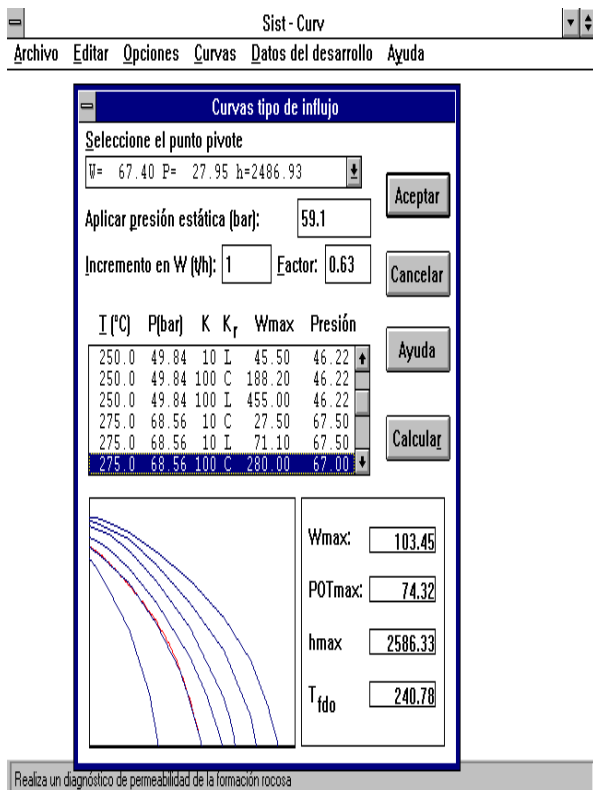 Sist - Curv
Archivo Editar Opciones Curvas Datos del desarrollo Ayuda
Curvas tipo de influjo
Seleccione el punto pivote
W= 67.40 P= 27.95 h=2486.93
Aceptar
Aplicar presión estática (bar): 59.1
Incremento en W (t/h): 1 Factor: 0.63
Cancelar
T (ºC) P(bar) K Kr Wmax Presión
Ayuda
250.0 49.84 10 L 45.50 46.22
250.0 49.84 100 C 188.20 46.22
250.0 49.84 100 L 455.00 46.22
275.0 68.56 10 C 27.50 67.50
275.0 68.56 10 L 71.10 67.50
275.0 68.56 100 C 280.00 67.00
Calcular
Wmax: 103.45
POTmax: 74.32
hmax 2586.33
Tfdo 240.78
Realiza un diagnóstico de permeabilidad de la formación rocosa